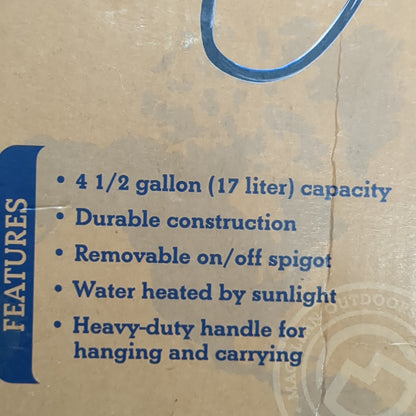 FEATURES
• 4 1/2 gallon (17 liter) capacity
• Durable construction
• Removable on/off spigot
• Water heated by sunlight
• Heavy-duty handle for
hanging and carrying
OUTDOOR